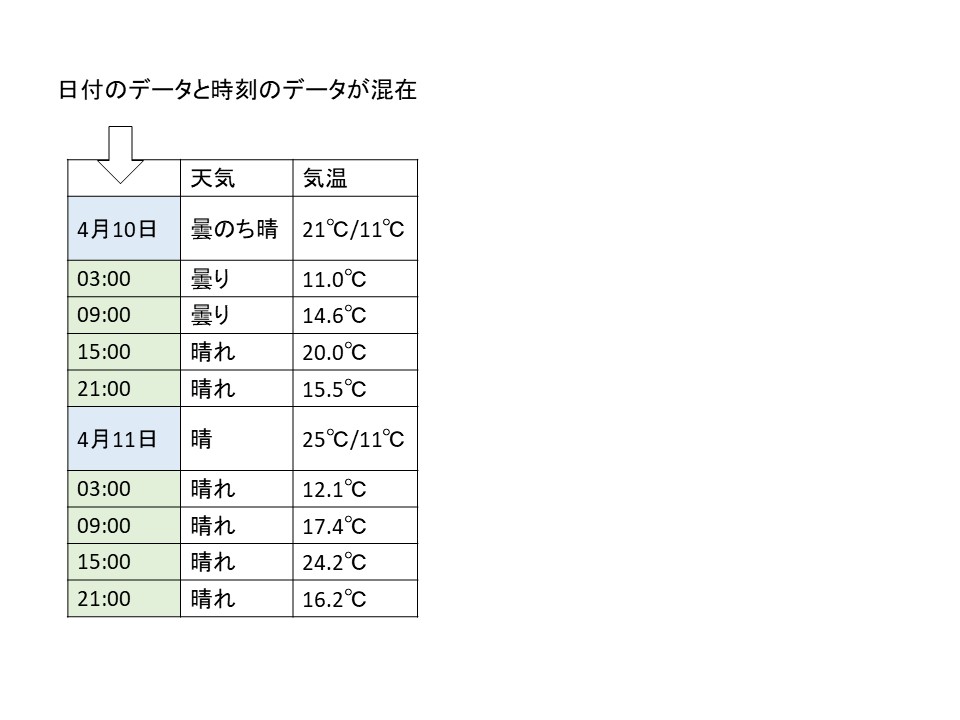 日付のデータと時刻のデータが混在
天気 気温
4月10日 曇のち晴 21℃/11℃
03:00 曇り 11.0℃
09:00 曇り 14.6℃
15:00 晴れ 20.0℃
21:00 晴れ 15.5℃
4月11日 晴 25℃/11℃
03:00 晴れ 12.1℃
09:00 晴れ 17.4℃
15:00 晴れ 24.2℃
21:00 晴れ 16.2℃